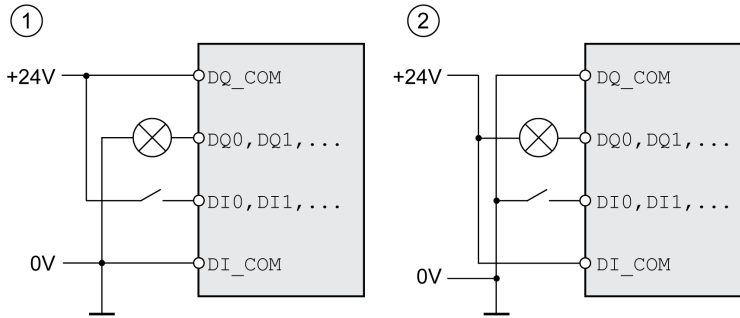 1
+24V
DQ_COM
DQ0,DQ1,...
DI0,DI1,...
0V
DI_COM
2
+24V
DQ_COM
DQ0,DQ1,...
DI0,DI1,...
DI_COM
0V